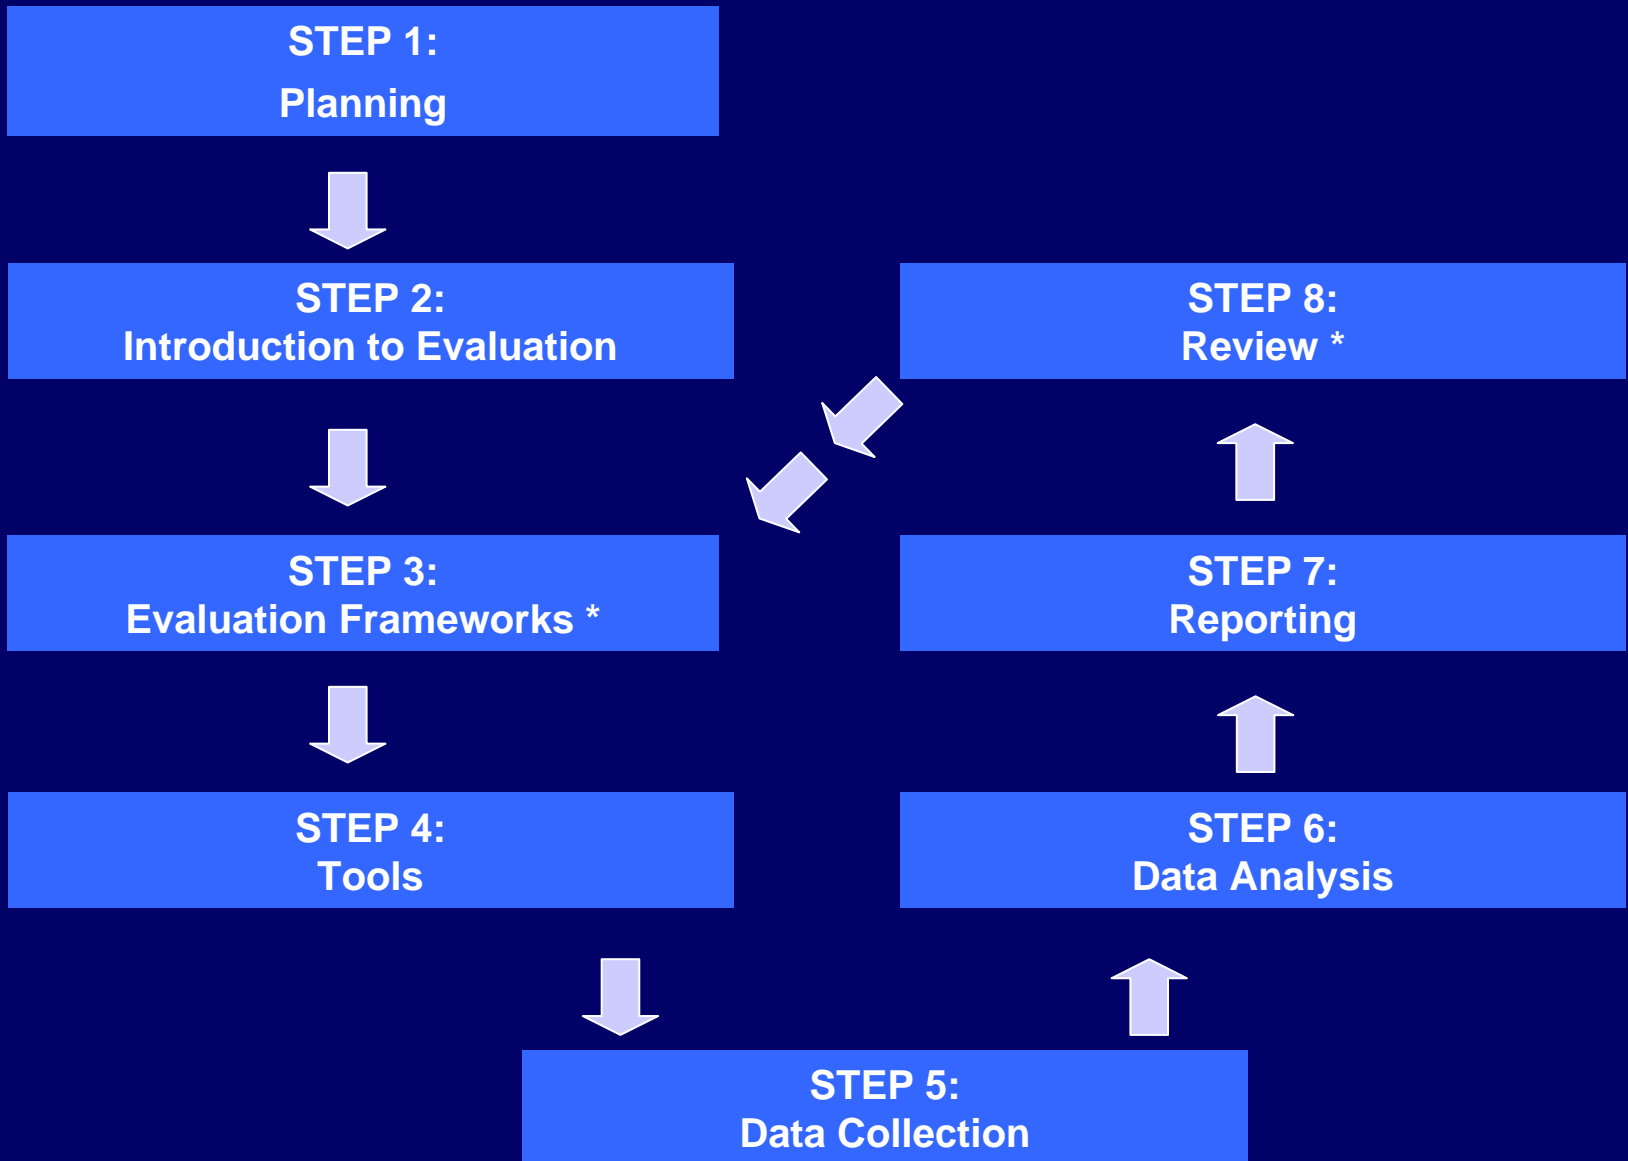 STEP 1:
Planning
STEP 2:
Introduction to Evaluation
STEP 3:
Evaluation Frameworks *
STEP 4:
Tools
STEP 5:
Data Collection
STEP 6:
Data Analysis
STEP 7:
Reporting
STEP 8:
Review *